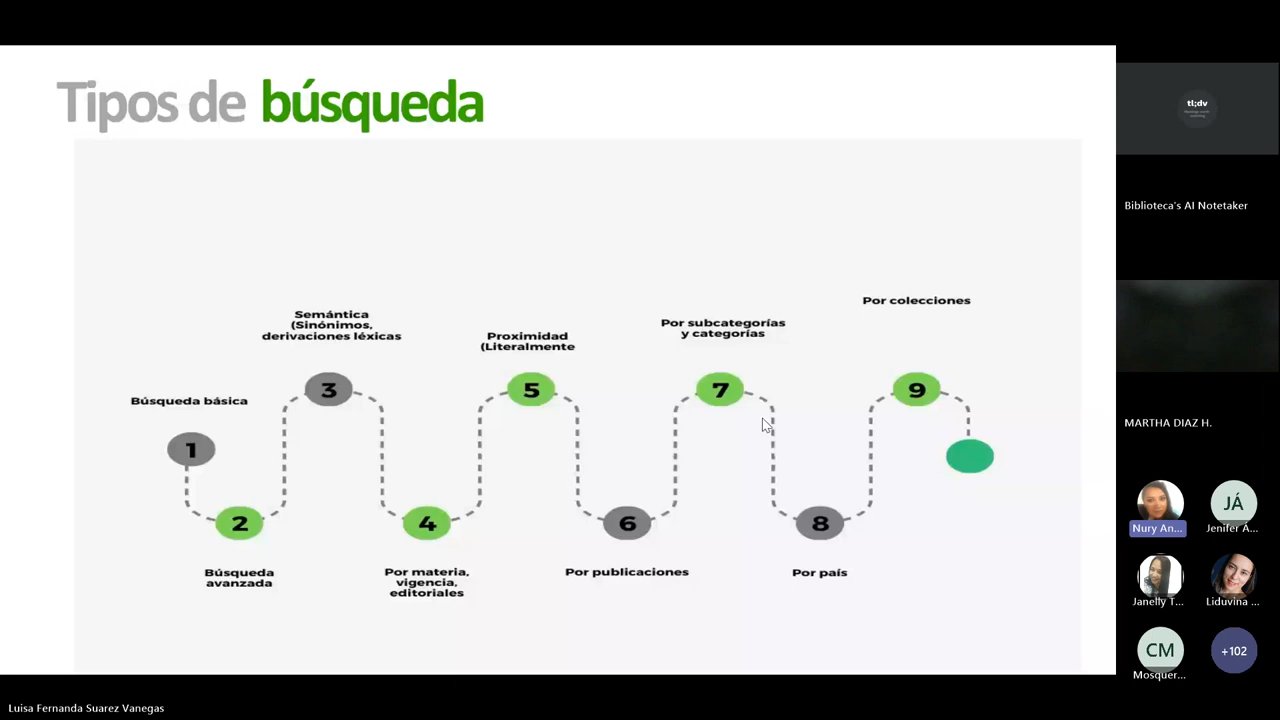 Tipos de búsqueda
Búsqueda básica
1
2
Búsqueda
avanzada
Semántica
(Sinónimos,
derivaciones léxicas
3
4
Por materia,
vigencia,
editoriales
Proximidad
(Literalmente
5
6
Por publicaciones
Por subcategorías
y categorías
7
8
Por país
Por colecciones
9
tl;dv
Biblioteca's AI Notetaker
MARTHA DIAZ H.
Nury An...
JÁ
Jenifer Á...
Janelly T...
Liduvina ...
CM
Mosquer...
+102
Luisa Fernanda Suarez Vanegas